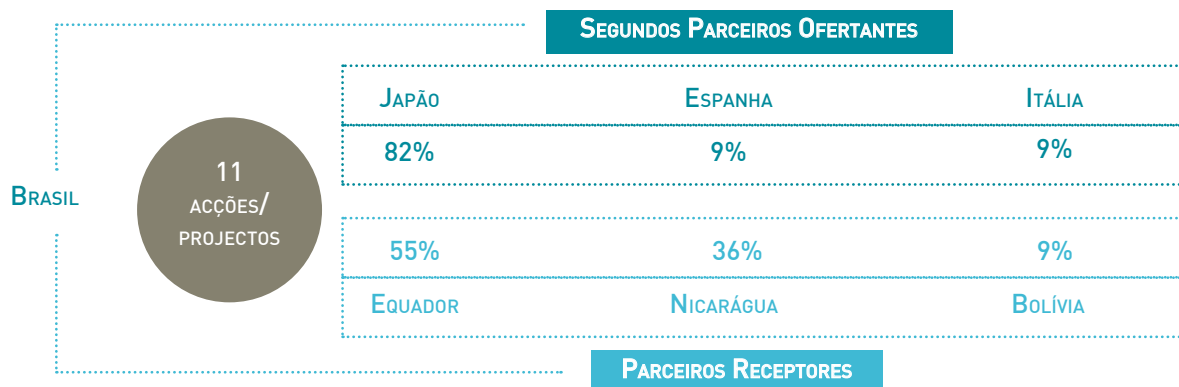 SEGUNDOS PARCEIROS OFERTANTES
JAPÃO ESPANHA ITÁLIA
82% 9% 9%
BRASIL
11
ACÇÕES/
PROJECTOS
55% 36% 9%
EQUADOR NICARÁGUA BOLÍVIA
PARCEIROS RECEPTORES